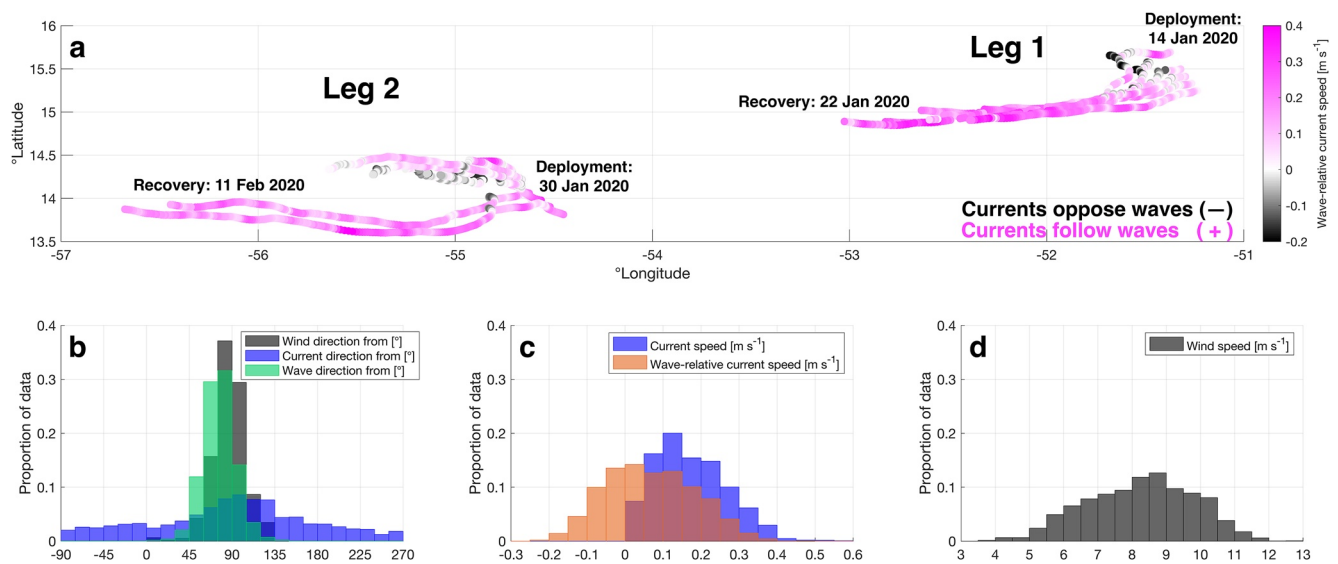 a
16
15.5
15
14.5
14
13.5
°Latitude
-57
-56
-55
-54
-53
-52
-51
°Longitude
Leg 1
Leg 2
Deployment:
14 Jan 2020
Recovery: 22 Jan 2020
Deployment:
30 Jan 2020
Recovery: 11 Feb 2020
Currents oppose waves (—)
Currents follow waves (+)
0.4
0.3
0.2
0.1
0
-0.1
-0.2
Wave-relative current speed [m s-1]
b
0.4
0.3
0.2
0.1
0
Proportion of data
Wind direction from [°]
Current direction from [°]
Wave direction from [°]
-90
-45
0
45
90
135
180
225
270
c
0.4
0.3
0.2
0.1
0
Proportion of data
Current speed [m s-1]
Wave-relative current speed [m s-1]
-0.3
-0.2
-0.1
0
0.1
0.2
0.3
0.4
0.5
0.6
d
0.4
0.3
0.2
0.1
0
Proportion of data
Wind speed [m s-1]
3
4
5
6
7
8
9
10
11
12
13